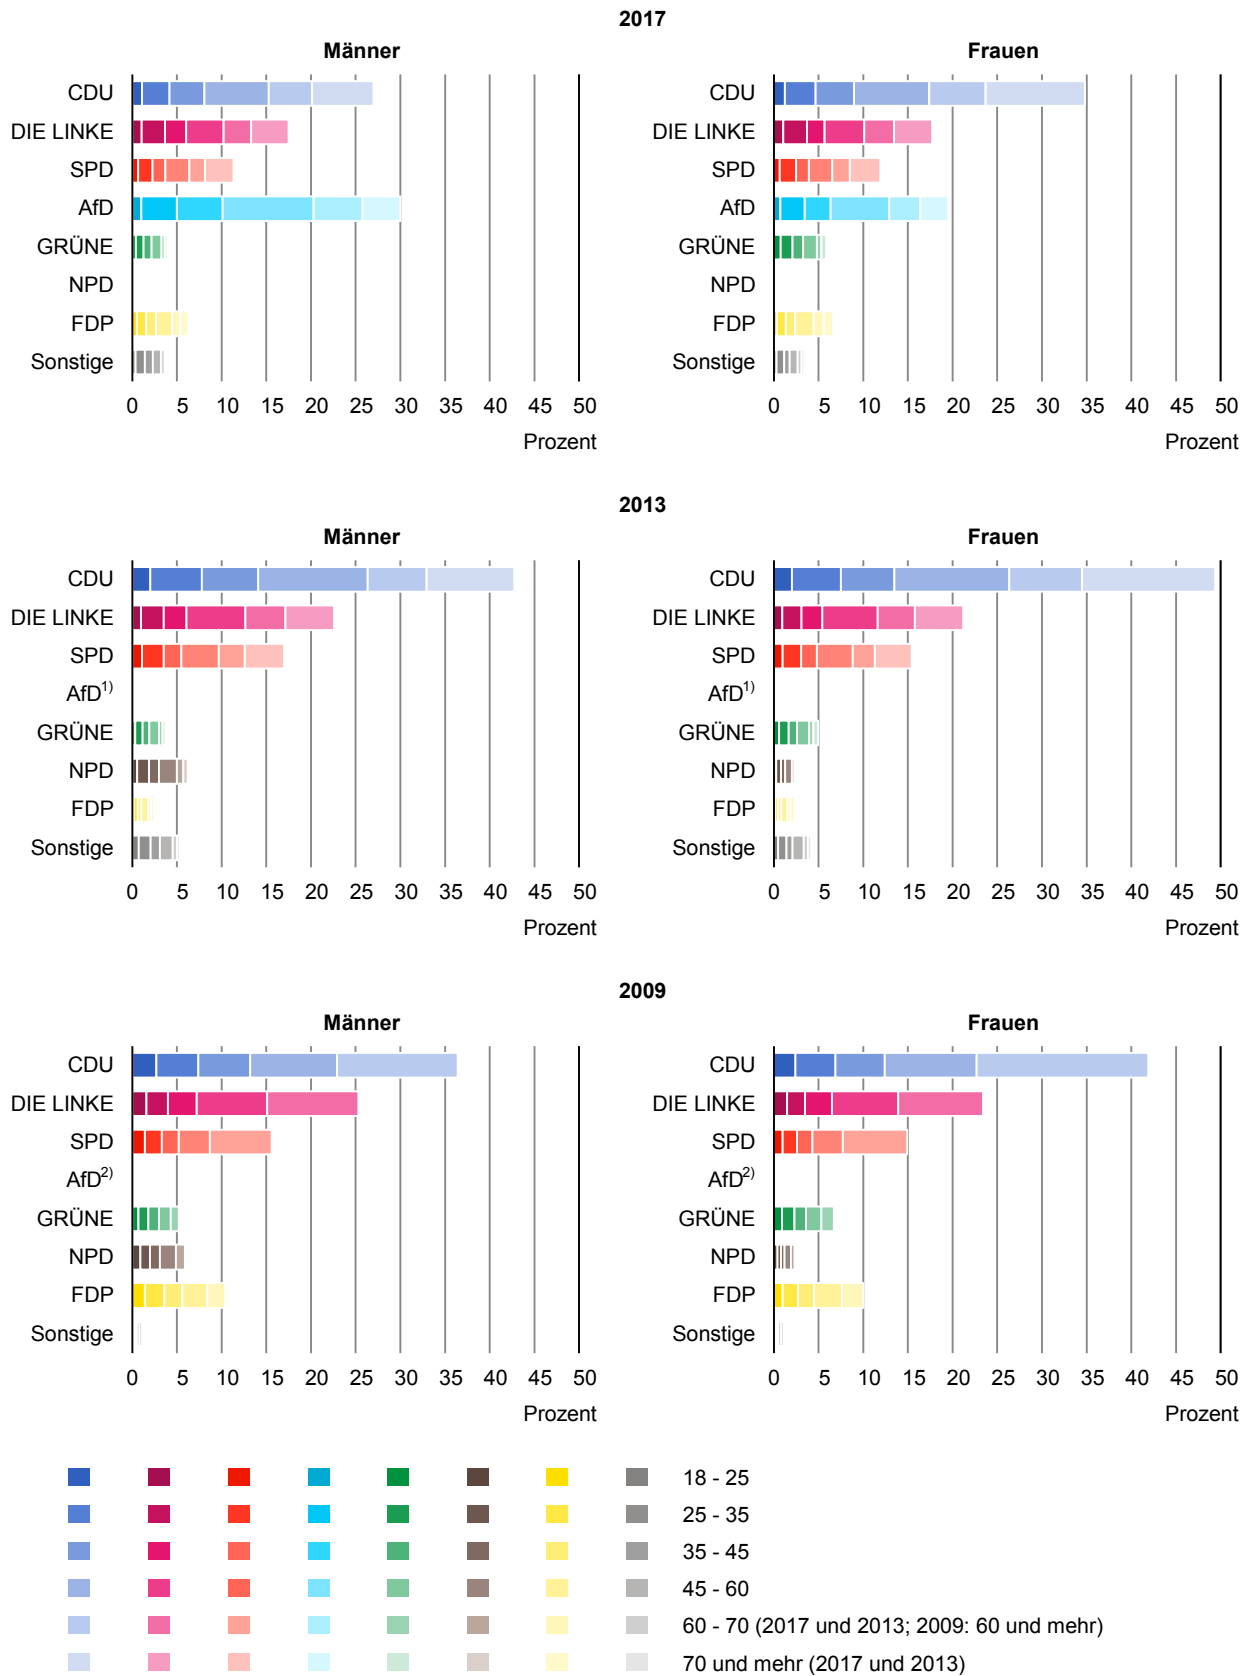 2017
Männer
Frauen
CDU
DIE LINKE
SPD
AfD
GRÜNE
NPD
FDP
Sonstige
0 5 10 15 20 25 30 35 40 45 50
Prozent
CDU
DIE LINKE
SPD
AfD
GRÜNE
NPD
FDP
Sonstige
0 5 10 15 20 25 30 35 40 45 50
Prozent
2013
Männer
Frauen
CDU
DIE LINKE
SPD
AfD1)
GRÜNE
NPD
FDP
Sonstige
0 5 10 15 20 25 30 35 40 45 50
Prozent
CDU
DIE LINKE
SPD
AfD1)
GRÜNE
NPD
FDP
Sonstige
0 5 10 15 20 25 30 35 40 45 50
Prozent
2009
Männer
Frauen
CDU
DIE LINKE
SPD
AfD2)
GRÜNE
NPD
FDP
Sonstige
0 5 10 15 20 25 30 35 40 45 50
Prozent
CDU
DIE LINKE
SPD
AfD2)
GRÜNE
NPD
FDP
Sonstige
0 5 10 15 20 25 30 35 40 45 50
Prozent
18 - 25
25 - 35
35 - 45
45 - 60
60 - 70 (2017 und 2013; 2009: 60 und mehr)
70 und mehr (2017 und 2013)